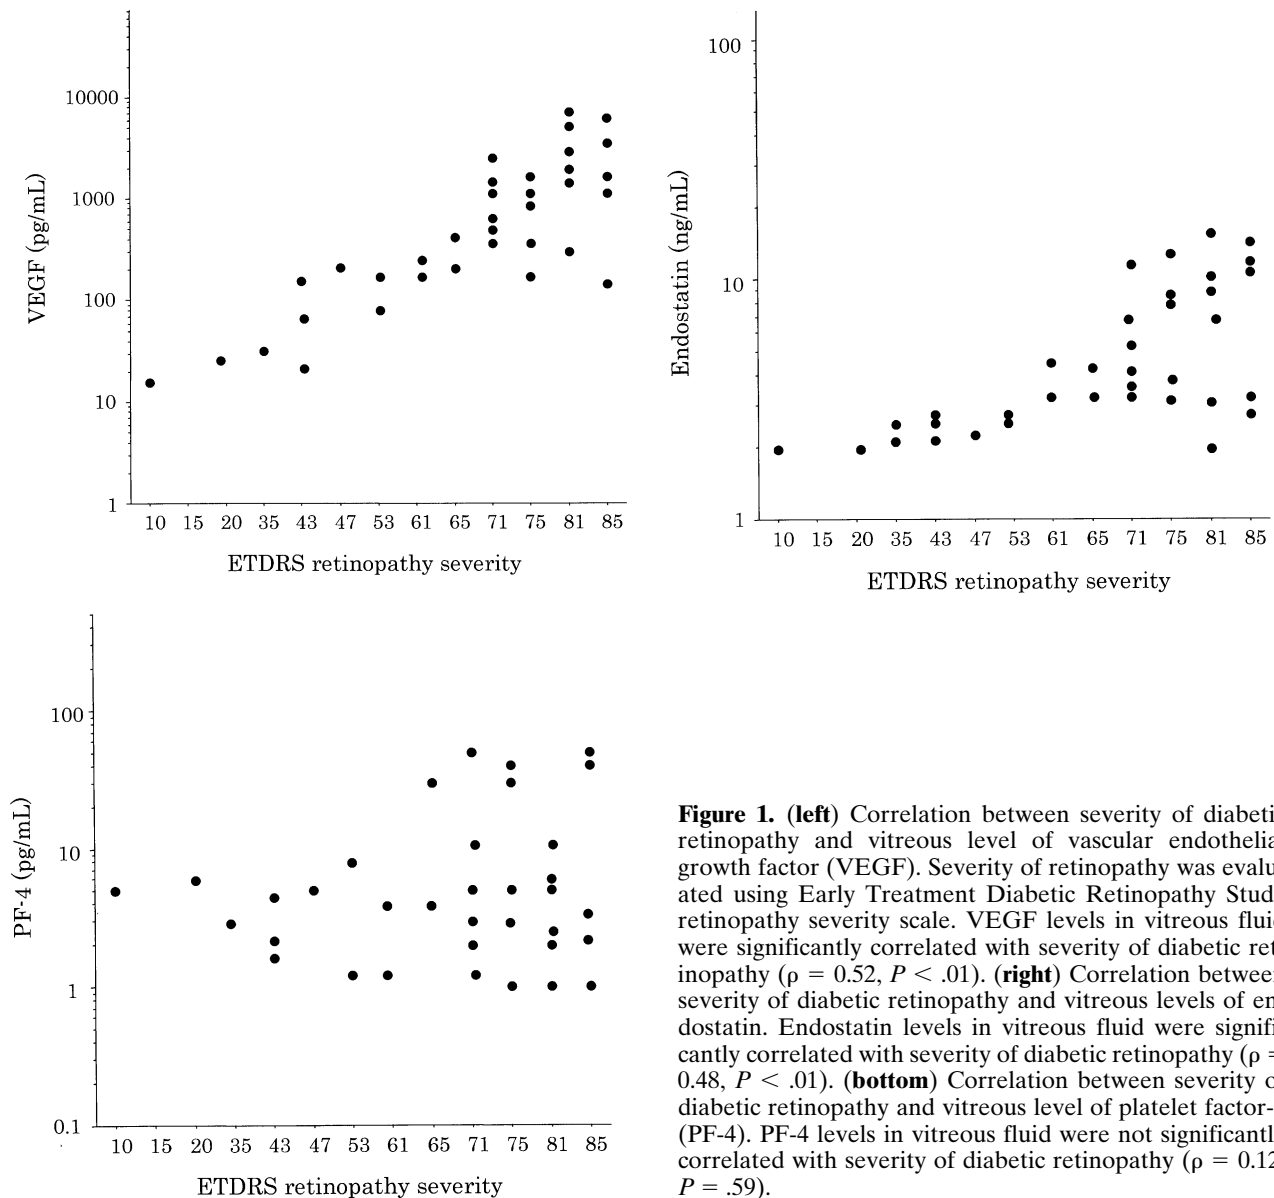 10000
1000
100
10
1
VEGF (pg/mL)
10 15 20 35 43 47 53 61 65 71 75 81 85
ETDRS retinopathy severity
100
10
1
Endostatin (ng/mL)
10 15 20 35 43 47 53 61 65 71 75 81 85
ETDRS retinopathy severity
100
10
1
0.1
PF-4 (pg/mL)
10 15 20 35 43 47 53 61 65 71 75 81 85
ETDRS retinopathy severity
Figure 1. (left) Correlation between severity of diabeti
retinopathy and vitreous level of vascular endothelia
growth factor (VEGF). Severity of retinopathy was evalu
ated using Early Treatment Diabetic Retinopathy Stud
retinopathy severity scale. VEGF levels in vitreous fluid
were significantly correlated with severity of diabetic ret
inopathy (ρ = 0.52, P < .01). (right) Correlation between
severity of diabetic retinopathy and vitreous levels of en
dostatin. Endostatin levels in vitreous fluid were signifi
cantly correlated with severity of diabetic retinopathy (ρ =
0.48, P < .01). (bottom) Correlation between severity o
diabetic retinopathy and vitreous level of platelet factor-
(PF-4). PF-4 levels in vitreous fluid were not significantl
correlated with severity of diabetic retinopathy (ρ = 0.12
P = .59).